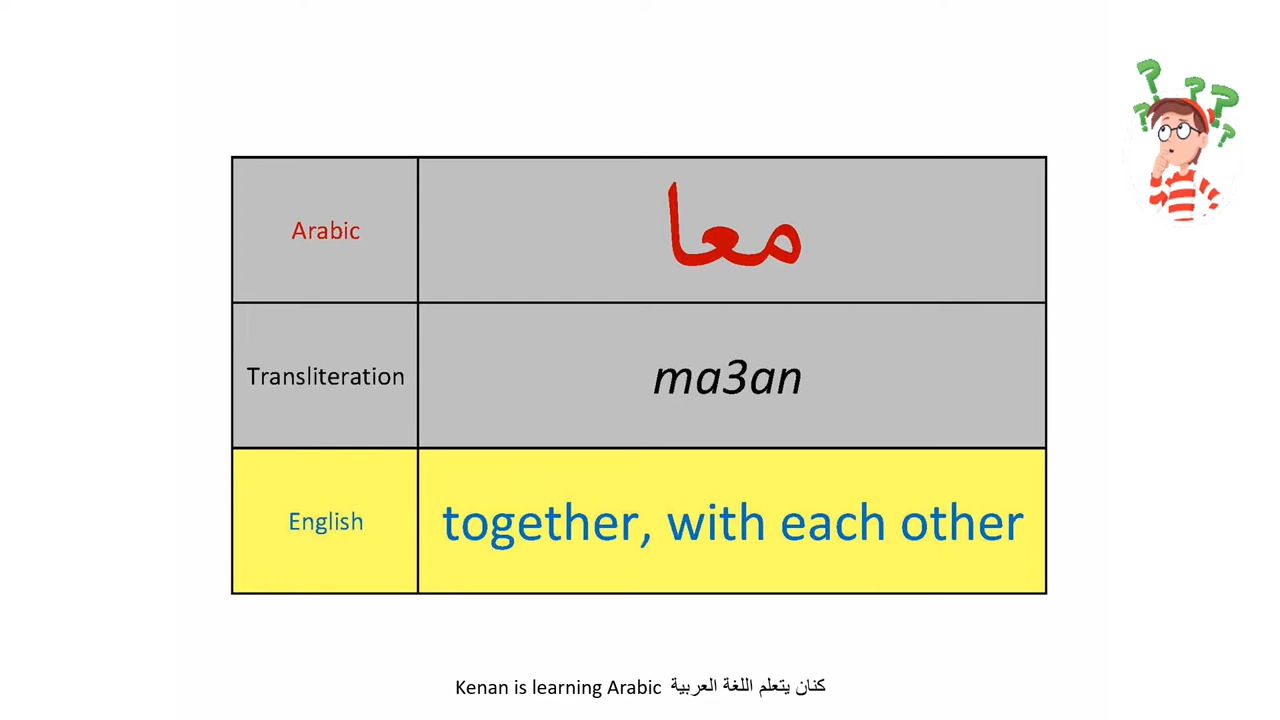 Arabic معا
Transliteration ma3an
English together, with each other
Kenan is learning Arabic كنان يتعلم اللغة العربية